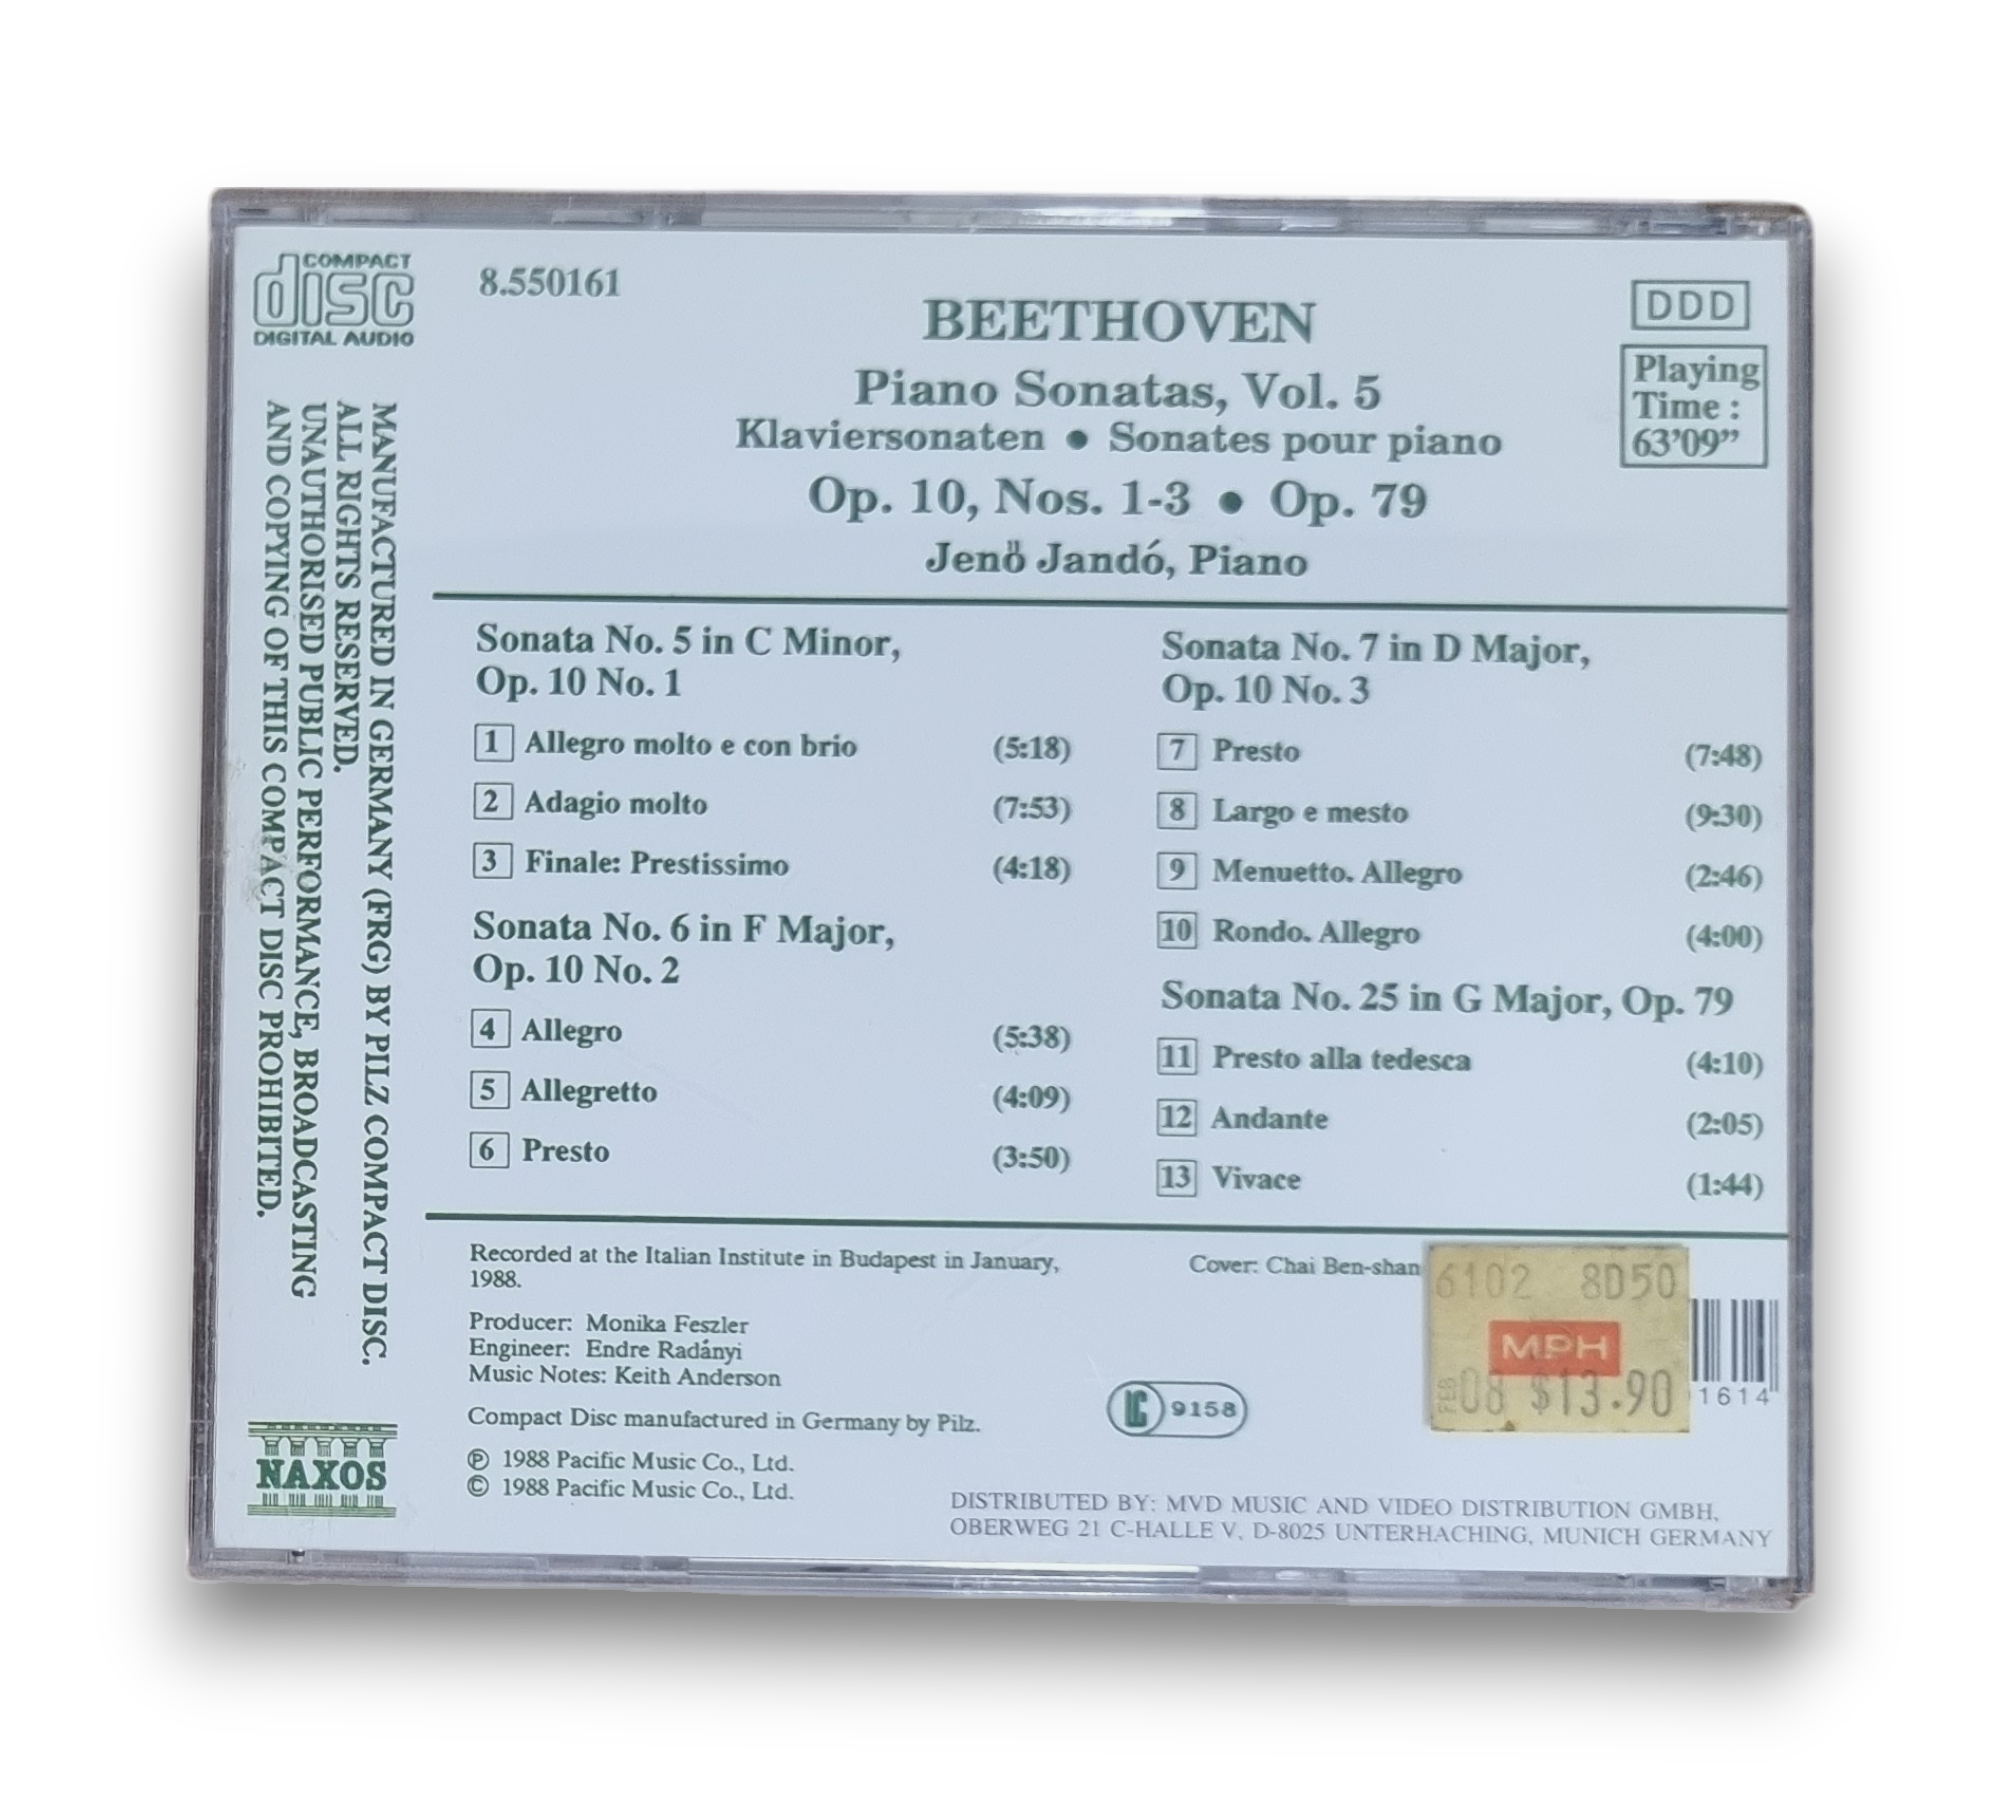 COMPACT
disc
DIGITAL AUDIO
8.550161
BEETHOVEN
Piano Sonatas, Vol. 5
Klaviersonaten • Sonates pour piano
Op. 10, Nos. 1-3 • Op. 79
Jenö Jandó, Piano
DDD
Playing
Time :
63’09”
MANUFACTURED IN GERMANY (FRG) BY PILZ COMPACT DISC.
ALL RIGHTS RESERVED.
UNAUTHORISED PUBLIC PERFORMANCE, BROADCASTING
AND COPYING OF THIS COMPACT DISC PROHIBITED.
Sonata No. 5 in C Minor,
Op. 10 No. 1
1 Allegro molto e con brio (5:18)
2 Adagio molto (7:53)
3 Finale: Prestissimo (4:18)
Sonata No. 6 in F Major,
Op. 10 No. 2
4 Allegro (5:38)
5 Allegretto (4:09)
6 Presto (3:50)
Sonata No. 7 in D Major,
Op. 10 No. 3
7 Presto (7:48)
8 Largo e mesto (9:30)
9 Menuetto. Allegro (2:46)
10 Rondo. Allegro (4:00)
Sonata No. 25 in G Major, Op. 79
11 Presto alla tedesca (4:10)
12 Andante (2:05)
13 Vivace (1:44)
Recorded at the Italian Institute in Budapest in January,
1988.
Producer: Monika Feszler
Engineer: Endre Radányi
Music Notes: Keith Anderson
Compact Disc manufactured in Germany by Pilz.
℗ 1988 Pacific Music Co., Ltd.
© 1988 Pacific Music Co., Ltd.
Cover: Chai Ben-shan
6102 8D50
MPH
FEB 08 $13.90
1614
LC 9158
NAXOS
DISTRIBUTED BY: MVD MUSIC AND VIDEO DISTRIBUTION GMBH,
OBERWEG 21 C-HALLE V, D-8025 UNTERHACHING, MUNICH GERMANY